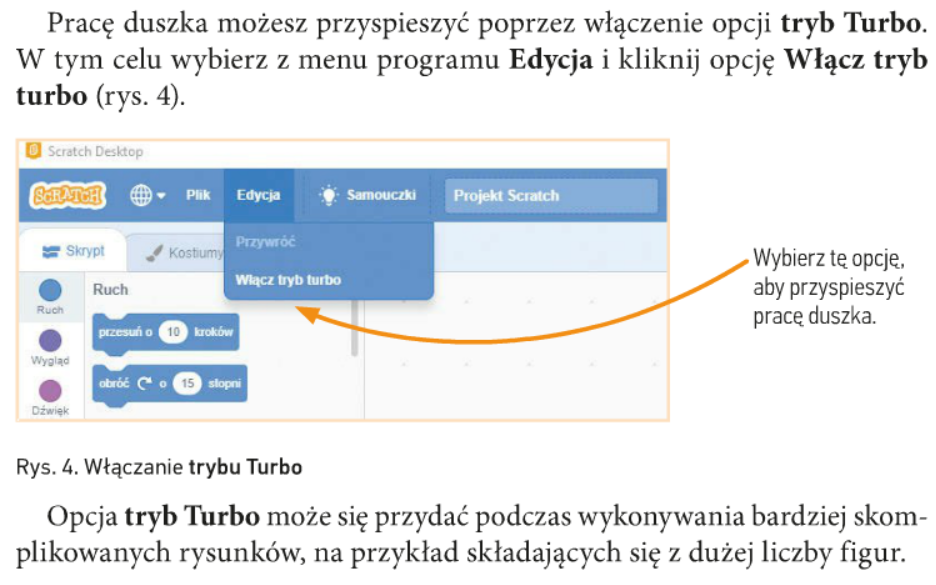 Pracę duszka możesz przyspieszyć poprzez włączenie opcji tryb Turbo.
W tym celu wybierz z menu programu Edycja i kliknij opcję Włącz tryb
turbo (rys. 4).
Scratch Desktop
SCRATCH Plik Edycja Samouczki Projekt Scratch
Skrypt Kostiumy
Przywróć
Włącz tryb turbo
Ruch
Ruch
przesuń o 10 kroków
Wygląd
obróć o 15 stopni
Dźwięk
Wybierz tę opcję,
aby przyspieszyć
pracę duszka.
Rys. 4. Włączanie trybu Turbo
Opcja tryb Turbo może się przydać podczas wykonywania bardziej skom-
plikowanych rysunków, na przykład składających się z dużej liczby figur.